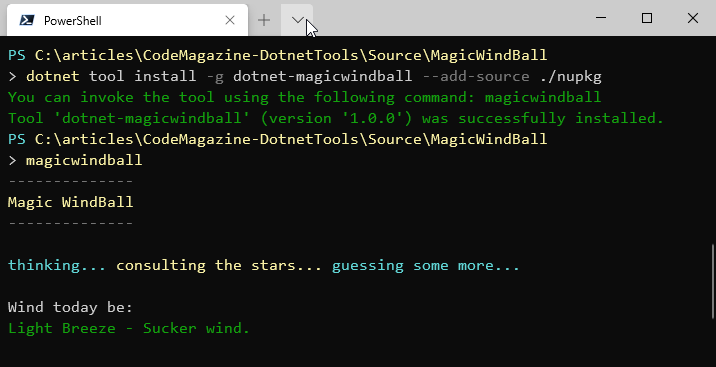 PowerShell
PS C:\articles\CodeMagazine-DotnetTools\Source\MagicWindBall
> dotnet tool install -g dotnet-magicwindball --add-source ./nupkg
You can invoke the tool using the following command: magicwindball
Tool 'dotnet-magicwindball' (version '1.0.0') was successfully installed.
PS C:\articles\CodeMagazine-DotnetTools\Source\MagicWindBall
> magicwindball
--------------
Magic WindBall
--------------
thinking... consulting the stars... guessing some more...
Wind today be:
Light Breeze - Sucker wind.